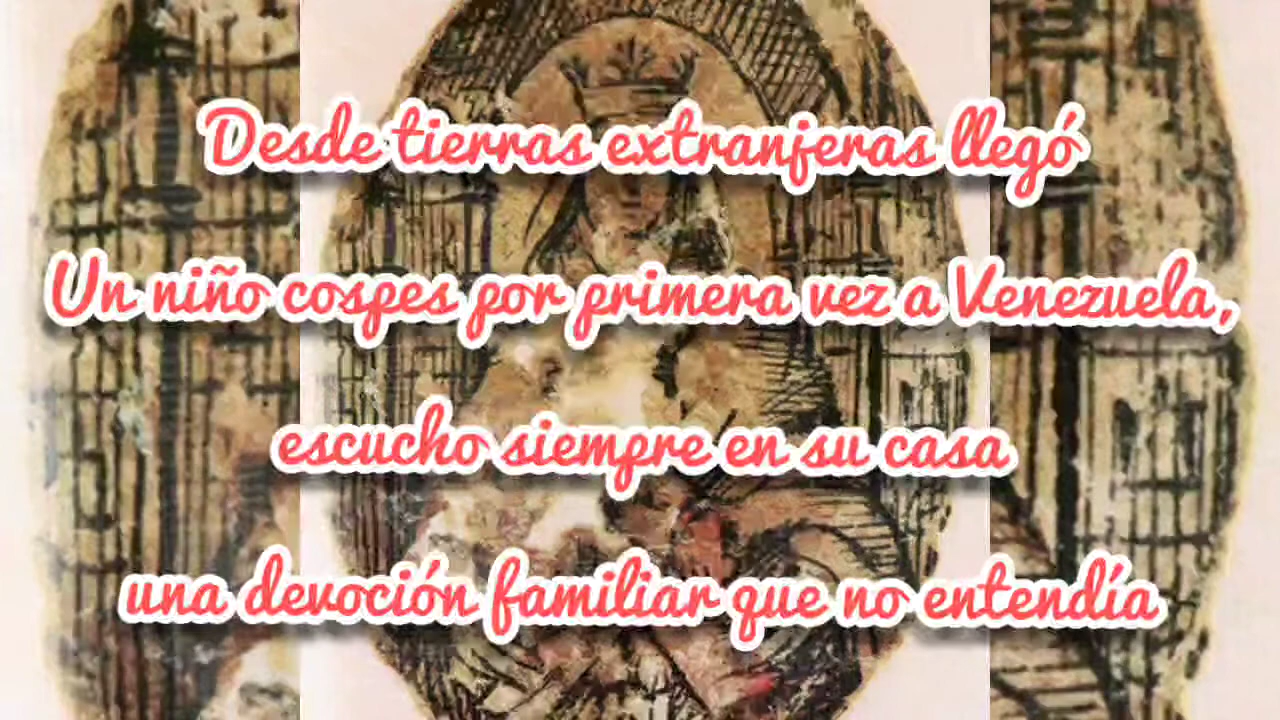 Desde tierras extranjeras llegó
Un niño cospes por primera vez a Venezuela,
escucho siempre en su casa
una devoción familiar que no entendía